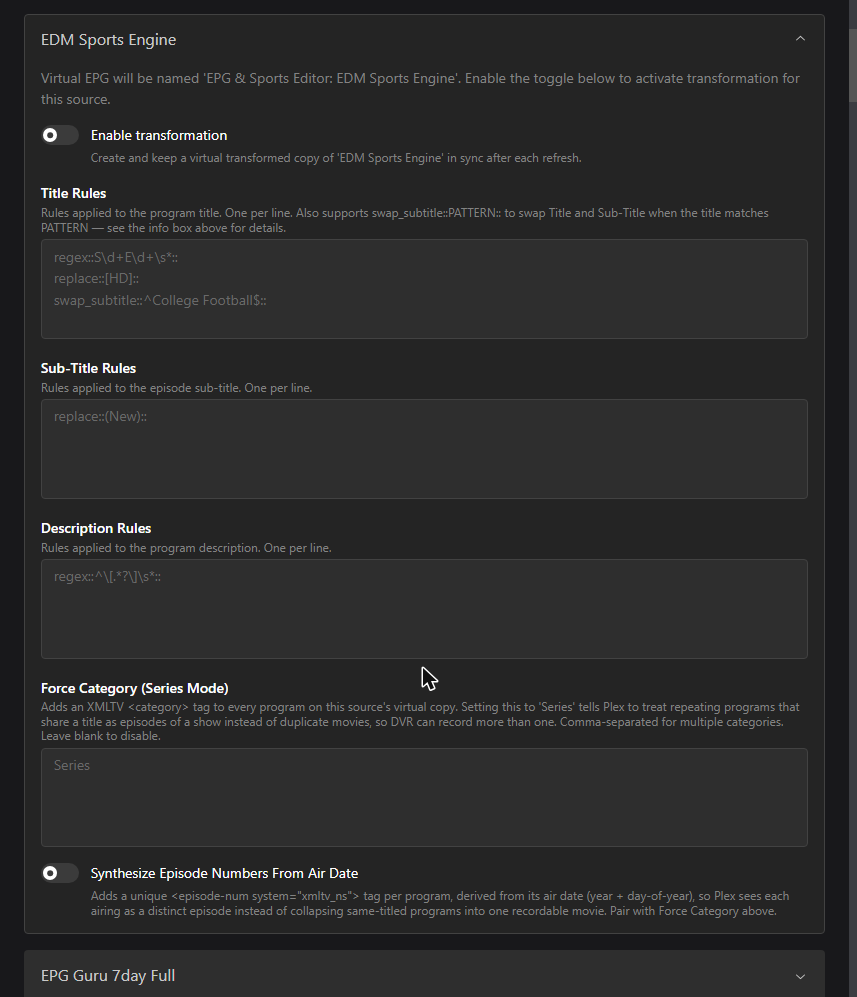 EDM Sports Engine
Virtual EPG will be named 'EPG & Sports Editor: EDM Sports Engine'. Enable the toggle below to activate transformation for
this source.
Enable transformation
Create and keep a virtual transformed copy of 'EDM Sports Engine' in sync after each refresh.
Title Rules
Rules applied to the program title. One per line. Also supports swap_subtitle::PATTERN:: to swap Title and Sub-Title when the title matches
PATTERN — see the info box above for details.
regex::S\d+E\d+\s*::
replace::[HD]::
swap_subtitle::^College Football$::
Sub-Title Rules
Rules applied to the episode sub-title. One per line.
replace::(New)::
Description Rules
Rules applied to the program description. One per line.
regex::^\[.*?\]\s*::
Force Category (Series Mode)
Adds an XMLTV <category> tag to every program on this source's virtual copy. Setting this to 'Series' tells Plex to treat repeating programs that
share a title as episodes of a show instead of duplicate movies, so DVR can record more than one. Comma-separated for multiple categories.
Leave blank to disable.
Series
Synthesize Episode Numbers From Air Date
Adds a unique <episode-num system="xmltv_ns"> tag per program, derived from its air date (year + day-of-year), so Plex sees each
airing as a distinct episode instead of collapsing same-titled programs into one recordable movie. Pair with Force Category above.
EPG Guru 7day Full